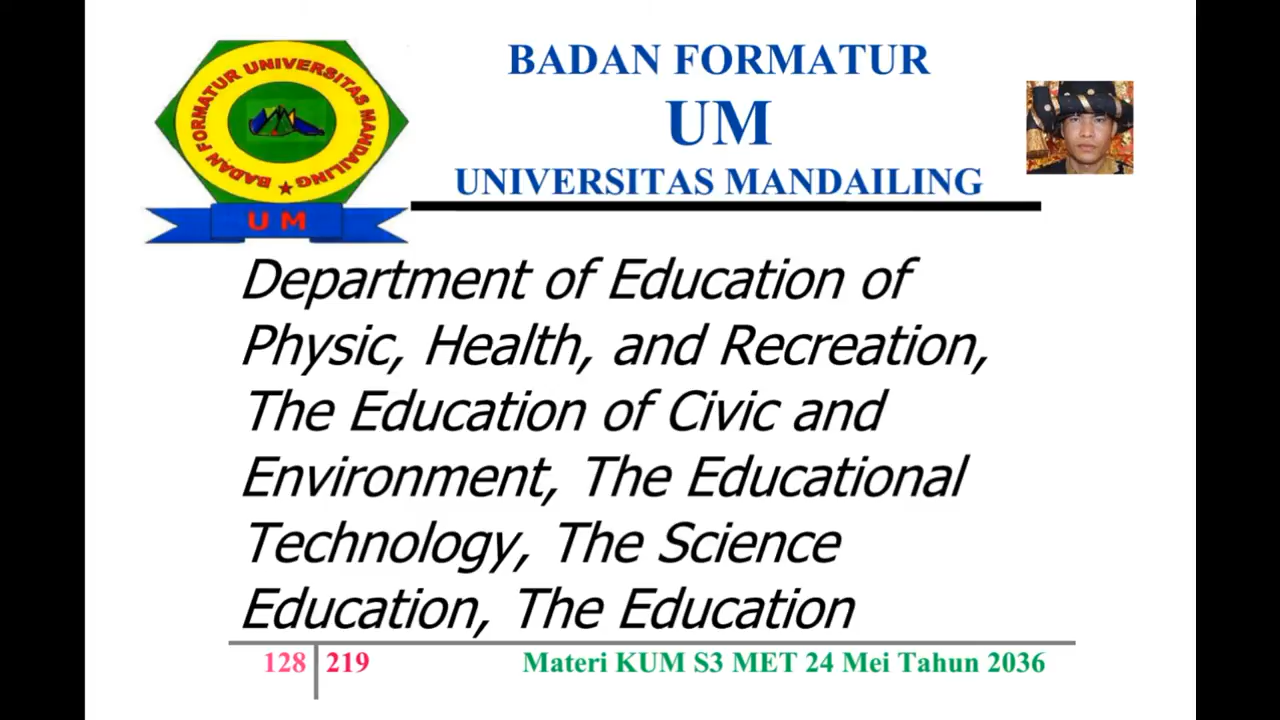 BADAN FORMATUR UNIVERSITAS MANDAILING
U M
BADAN FORMATUR
UM
UNIVERSITAS MANDAILING
Department of Education of
Physic, Health, and Recreation,
The Education of Civic and
Environment, The Educational
Technology, The Science
Education, The Education
128 219 Materi KUM S3 MET 24 Mei Tahun 2036